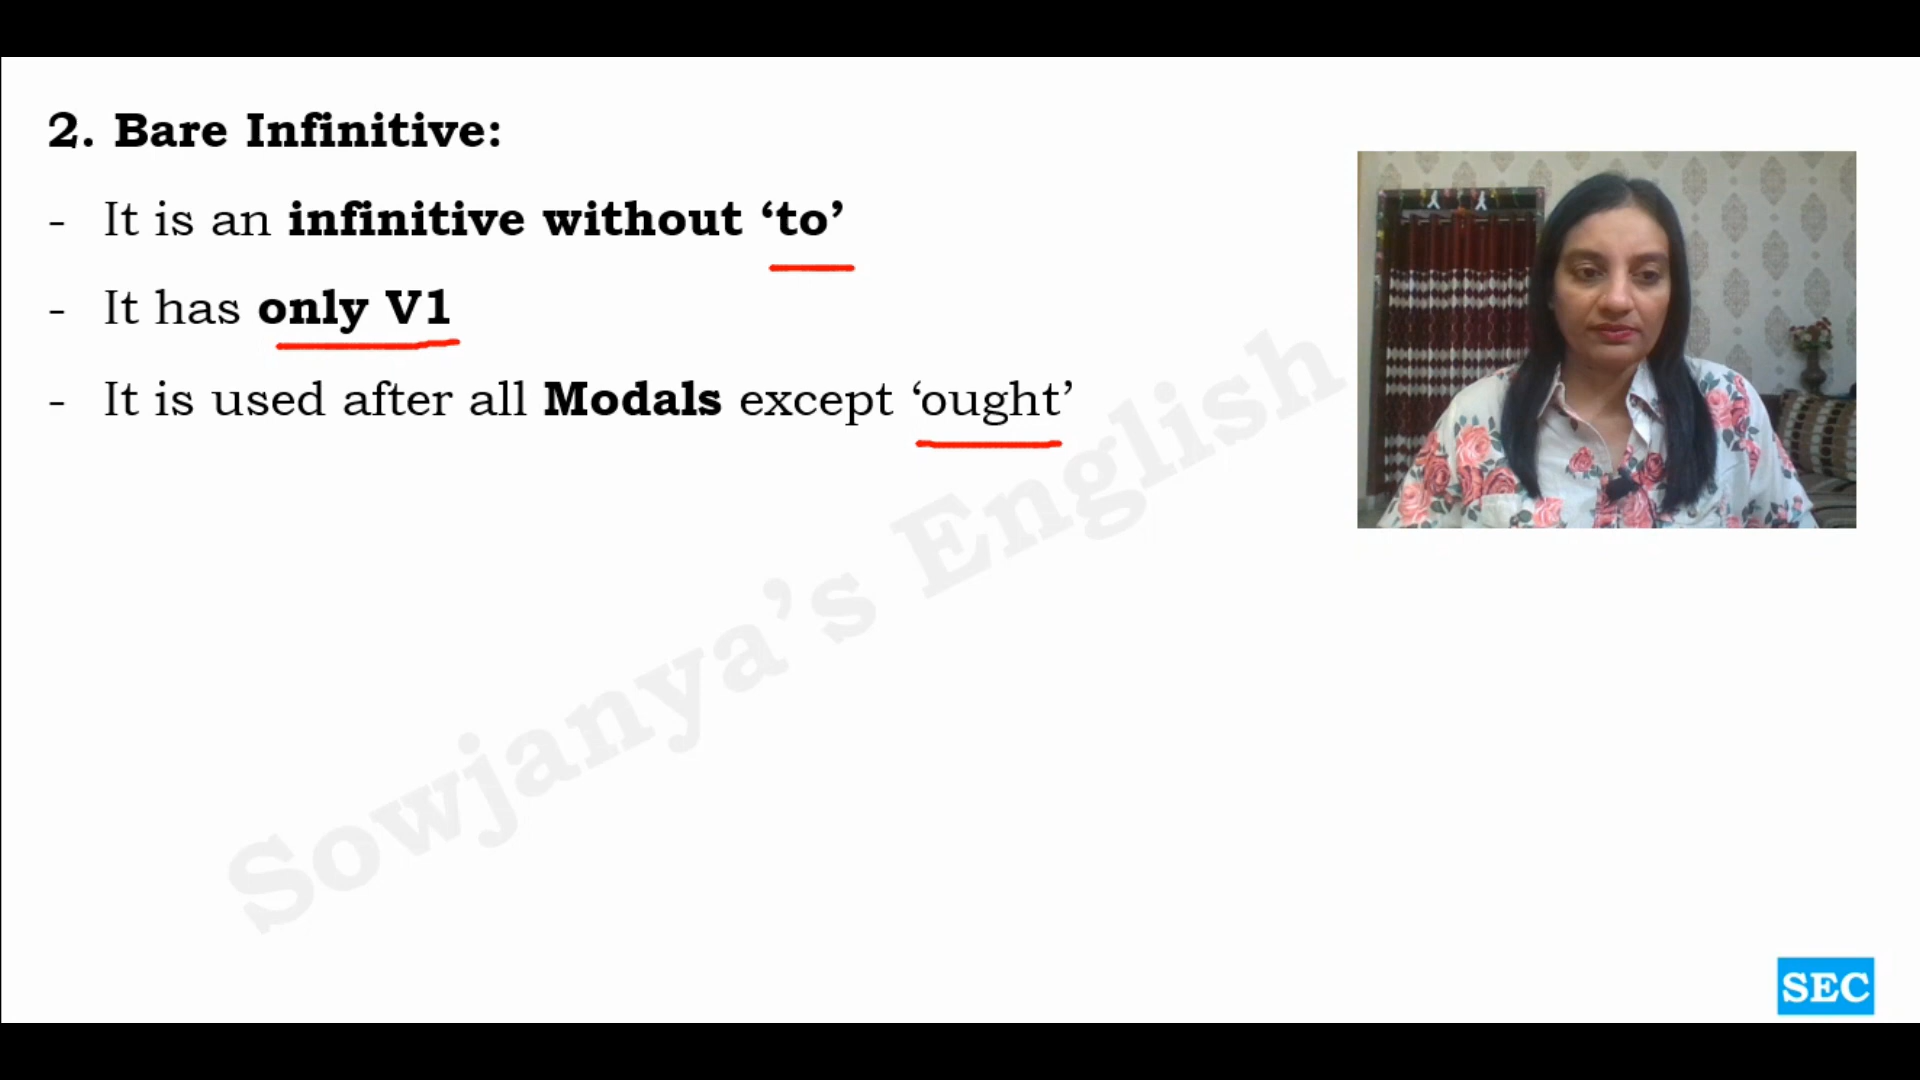 2. Bare Infinitive:
- It is an infinitive without ‘to’
- It has only V1
- It is used after all Modals except ‘ought’
Sowjanya’s English
SEC